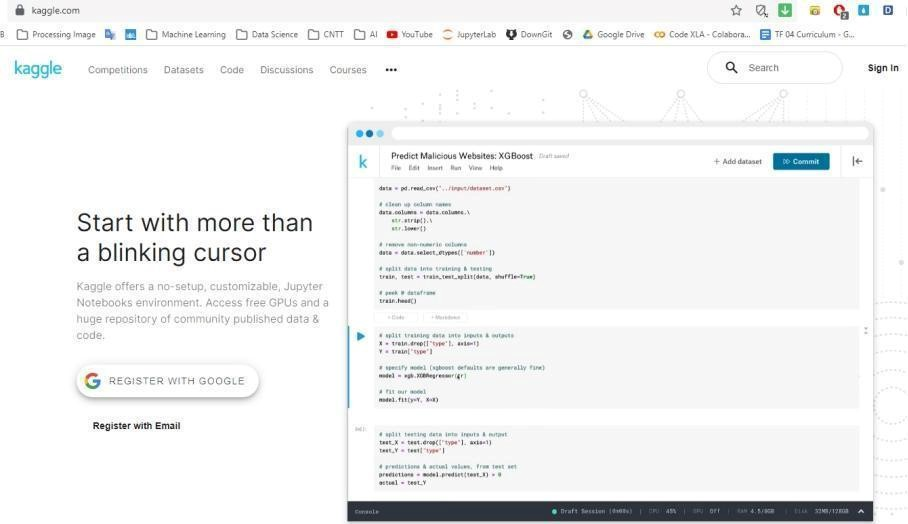 kaggle.com
Processing Image Machine Learning Data Science CNTT AI YouTube JupyterLab DownGit Google Drive Code XLA - Colabora... TF 04 Curriculum - G...
kaggle Competitions Datasets Code Discussions Courses ••• Search Sign In
Start with more than
a blinking cursor
Kaggle offers a no-setup, customizable, Jupyter
Notebooks environment. Access free GPUs and a
huge repository of community published data &
code.
REGISTER WITH GOOGLE
Register with Email
k
Predict Malicious Websites: XGBoost Draft saved
File Edit Insert Run View Help
+ Add dataset
Commit
data = pd.read_csv('../input/dataset.csv')
# clean up column names
data.columns = data.columns.\
str.strip().\
str.lower()
# remove non-numeric columns
data = data.select_dtypes(['number'])
# split data into training & testing
train, test = train_test_split(data, shuffle=True)
# peek @ dataframe
train.head()
+ Code + Markdown
# split training data into inputs & outputs
X = train.drop(["type"], axis=1)
Y = train["type"]
# specify model (xgboost defaults are generally fine)
model = xgb.XGBRegressor()
# fit our model
model.fit(y=Y, X=X)
# split testing data into inputs & output
test_X = test.drop(["type"], axis=1)
test_Y = test["type"]
# predictions & actual values, from test set
predictions = model.predict(test_X) > 0
actual = test_Y
Console Draft Session (0m00s) | CPU 45% | GPU Off | RAM 4.5/8GB | Disk 32MB/128GB